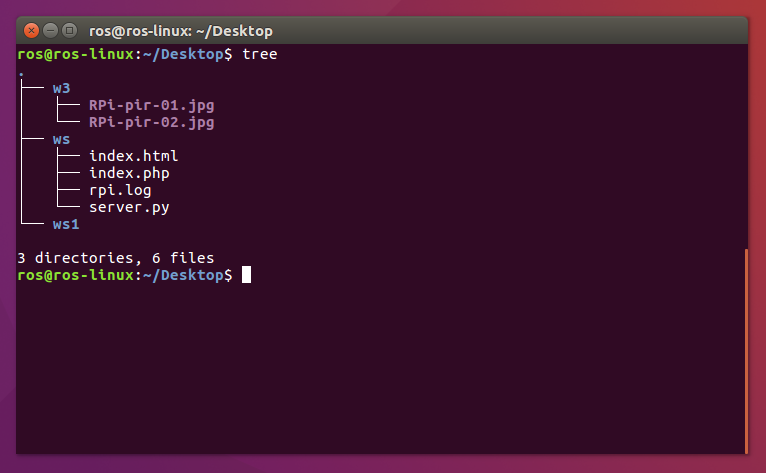 ros@ros-linux: ~/Desktop
ros@ros-linux:~/Desktop$ tree
.
├── w3
│   ├── RPi-pir-01.jpg
│   └── RPi-pir-02.jpg
├── ws
│   ├── index.html
│   ├── index.php
│   ├── rpi.log
│   └── server.py
└── ws1
3 directories, 6 files
ros@ros-linux:~/Desktop$